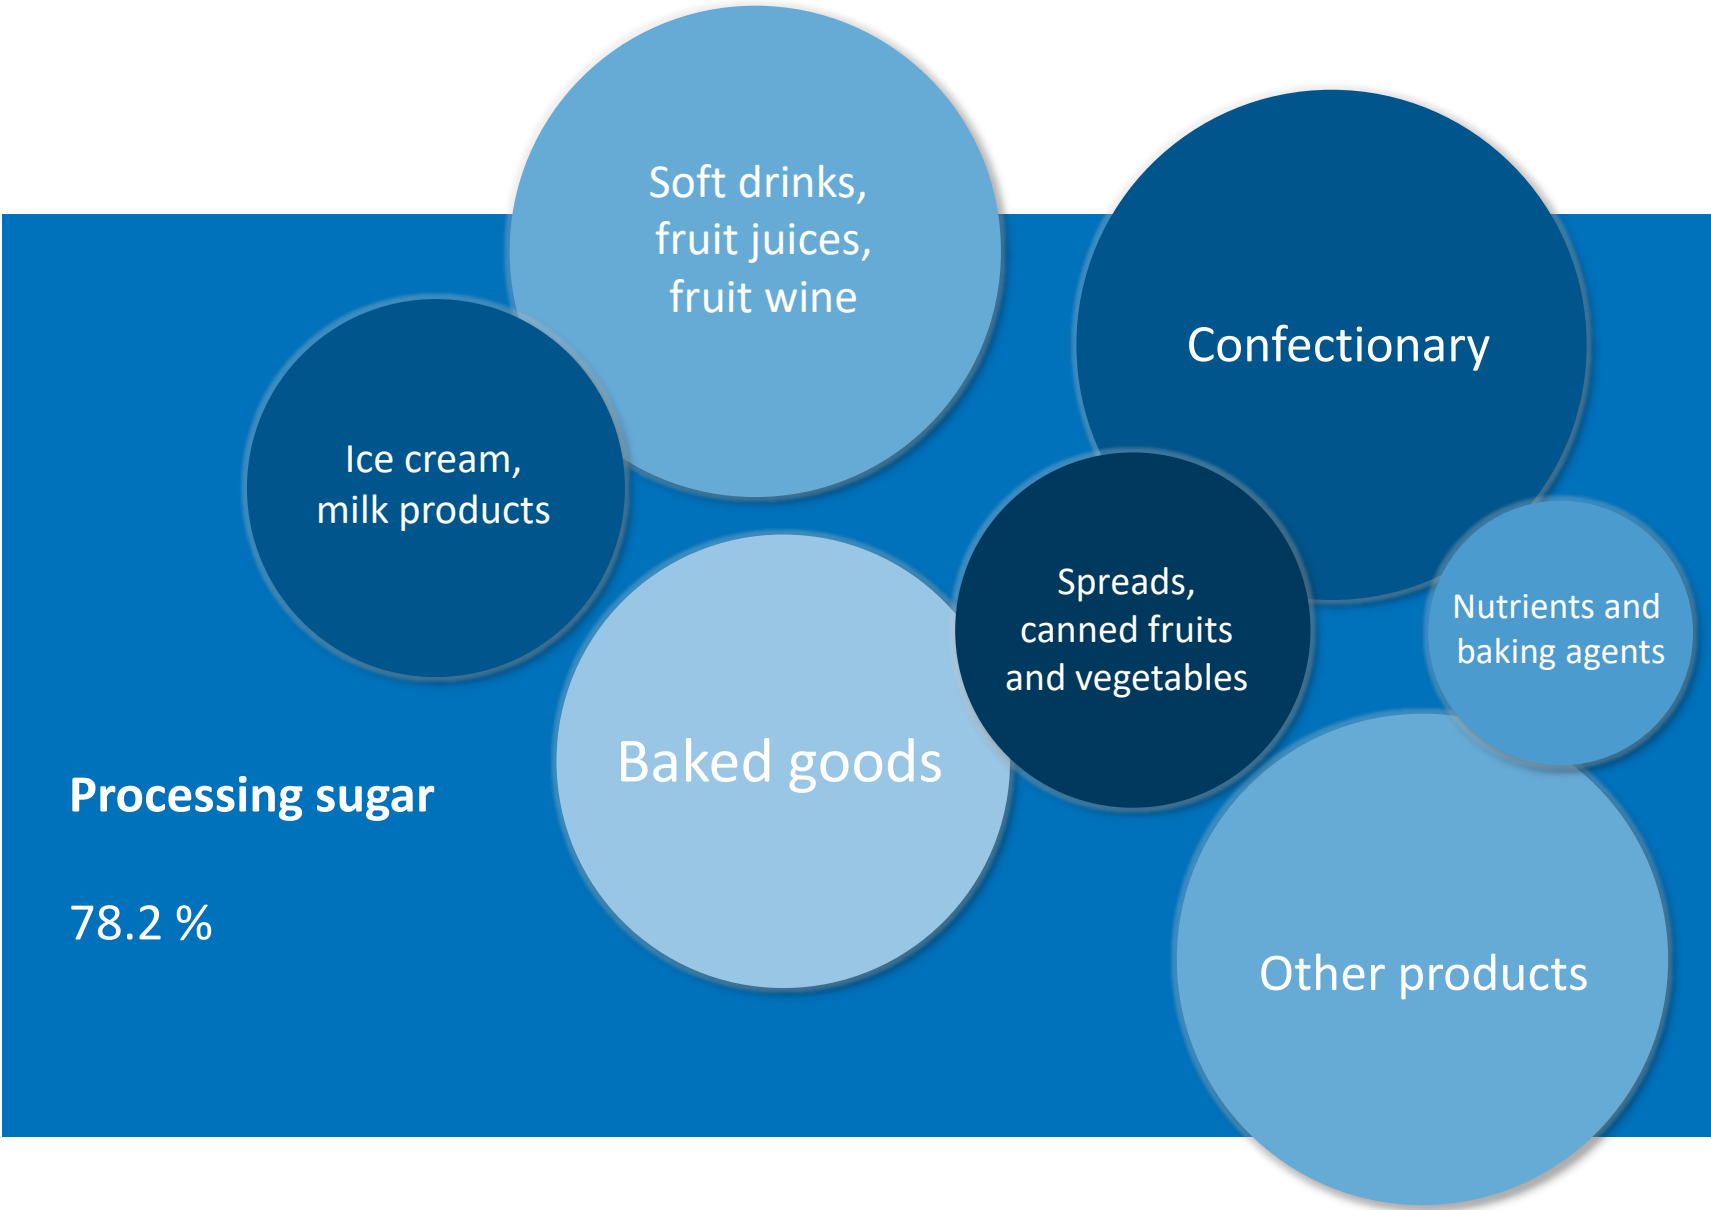 Soft drinks,
fruit juices,
fruit wine
Confectionary
Ice cream,
milk products
Spreads,
canned fruits
and vegetables
Nutrients and
baking agents
Baked goods
Processing sugar
78.2 %
Other products